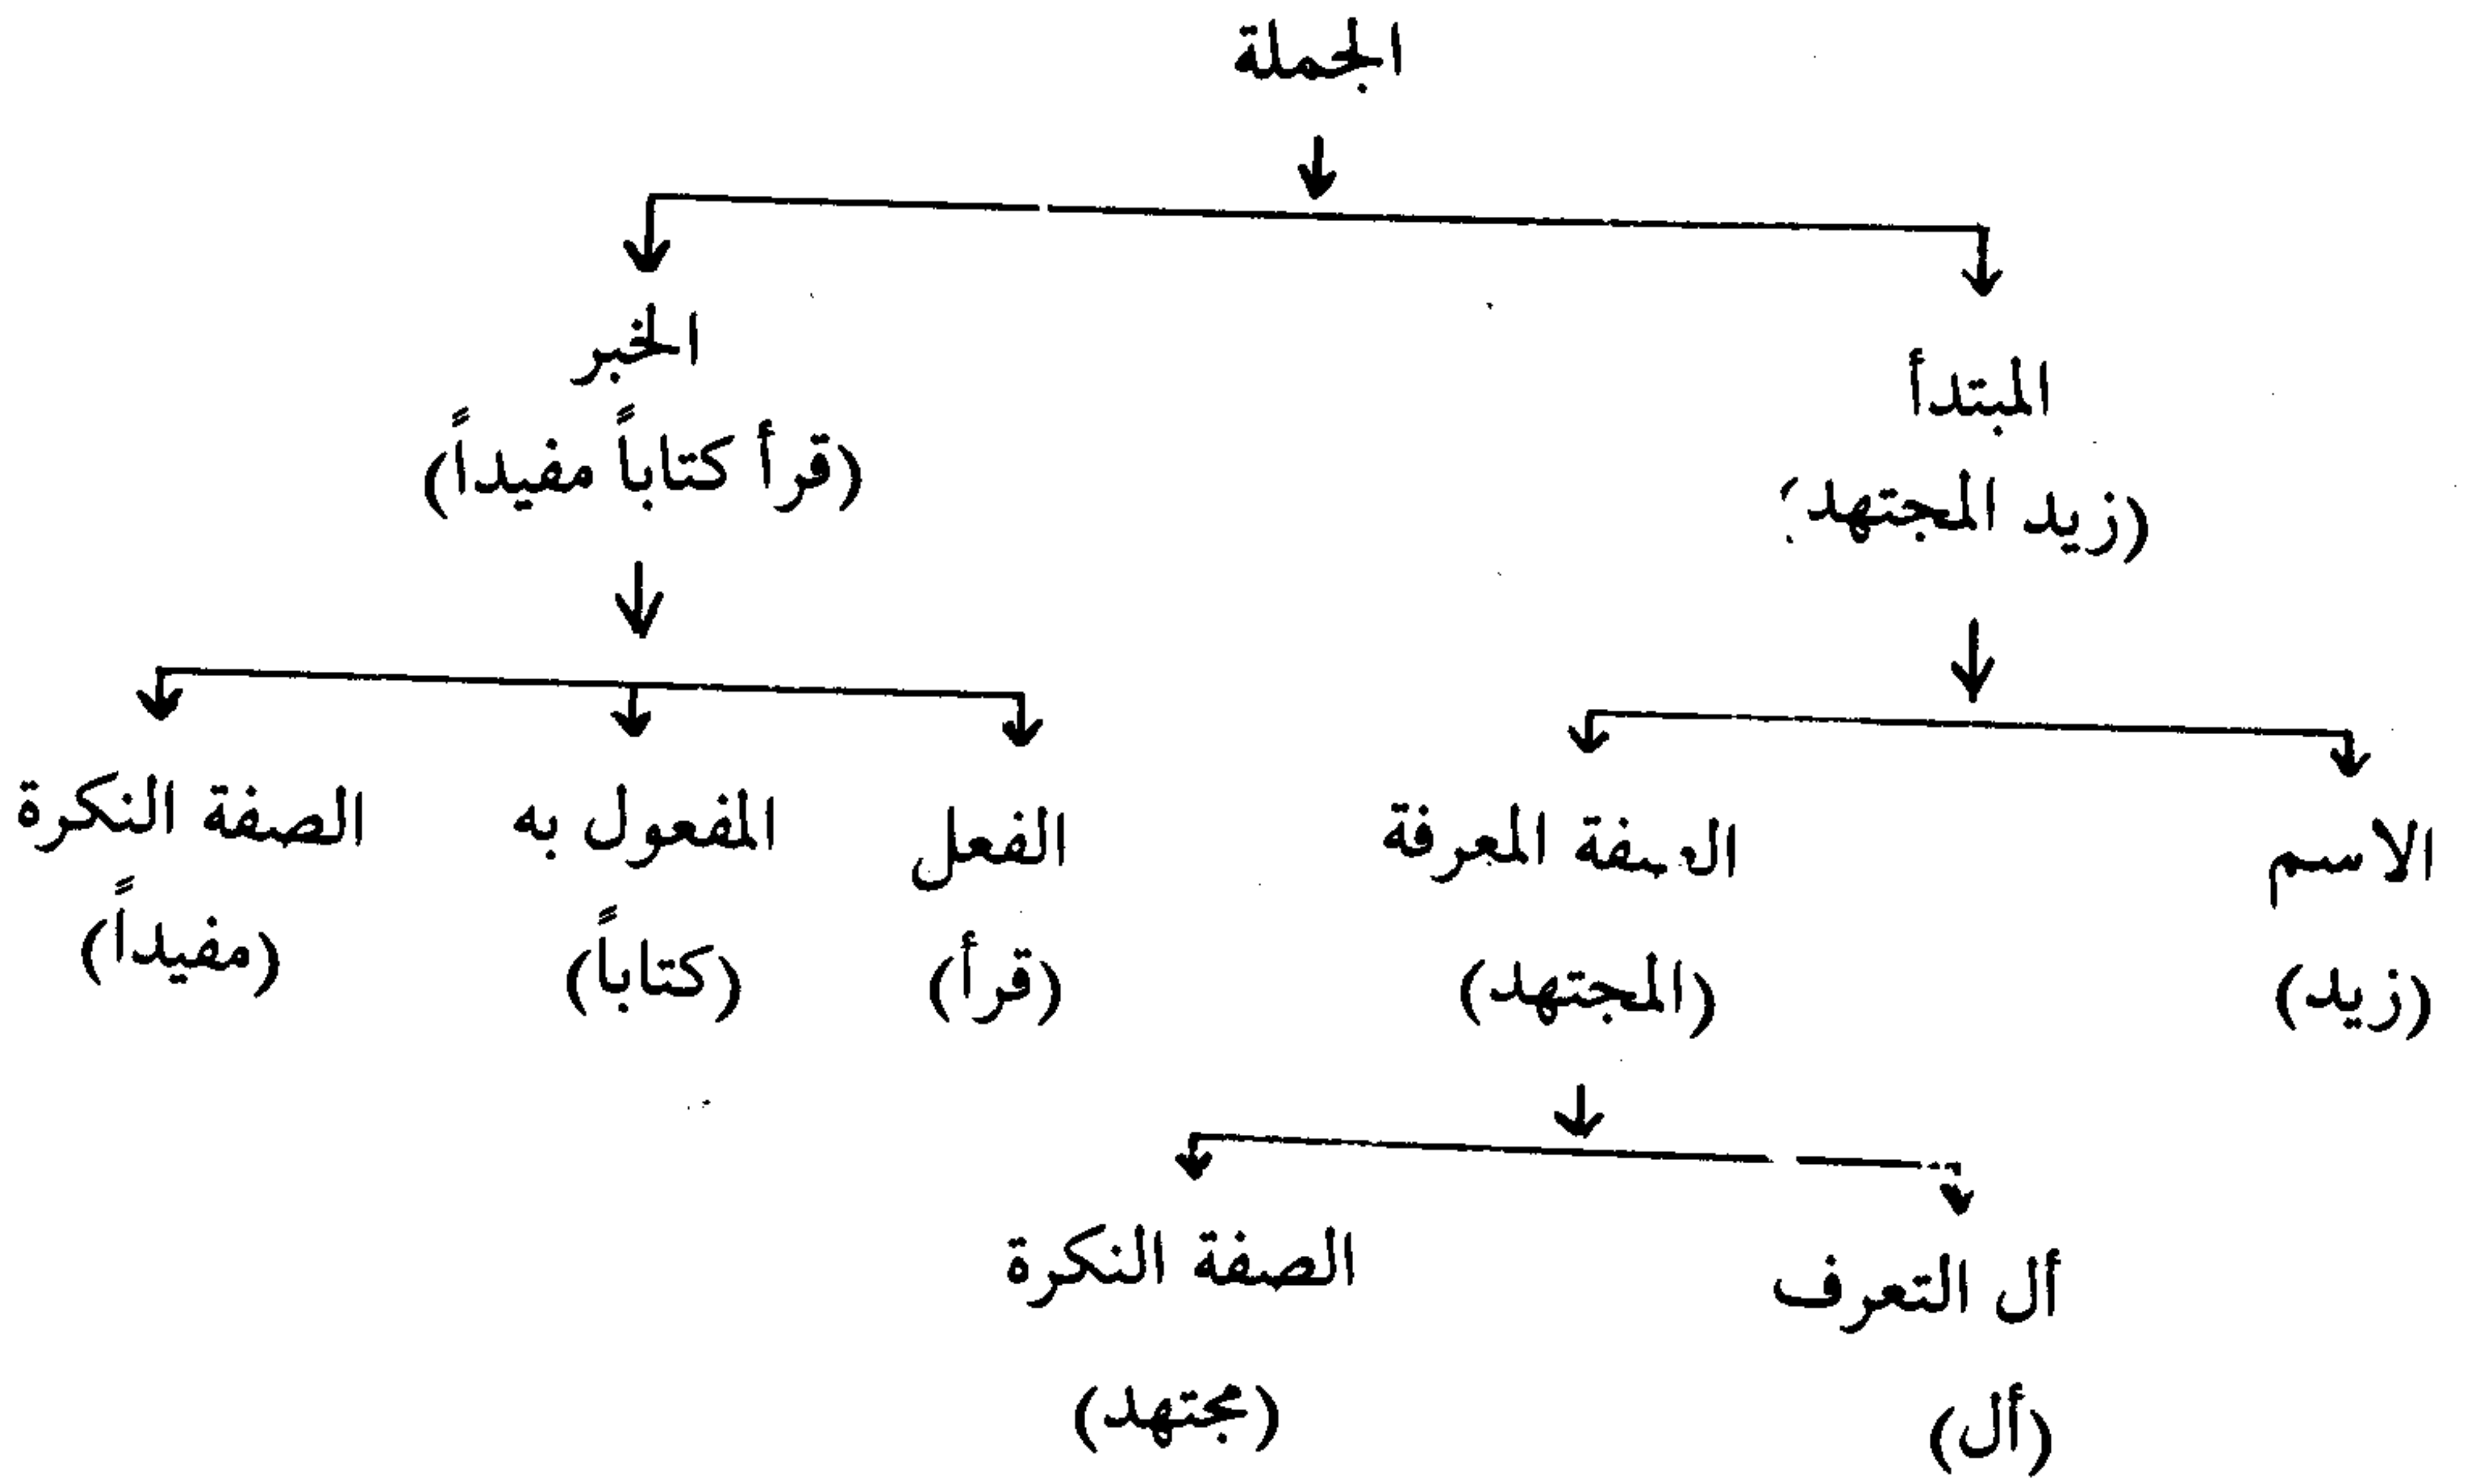 الجملة
المبتدأ
(زيد المجتهد)
الخبر
(قرأ كتاباً مفيداً)
الاسم
(زيد)
الصفة المعرفة
(المجتهد)
الفعل
(قرأ)
المفعول به
(كتاباً)
الصفة النكرة
(مفيداً)
أل التعرف
(أل)
الصفة النكرة
(مجتهد)